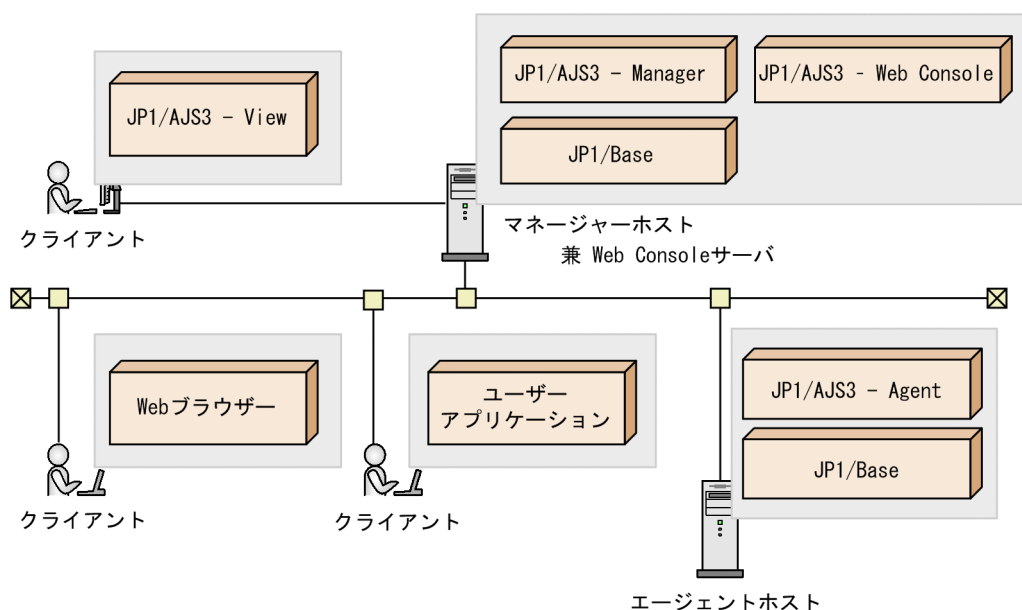 JP1/AJS3 － View
JP1/AJS3 － Manager
JP1/AJS3 - Web Console
JP1/Base
クライアント
マネージャーホスト
兼 Web Consoleサーバ
Webブラウザー
ユーザー
アプリケーション
JP1/AJS3 － Agent
JP1/Base
クライアント
クライアント
エージェントホスト